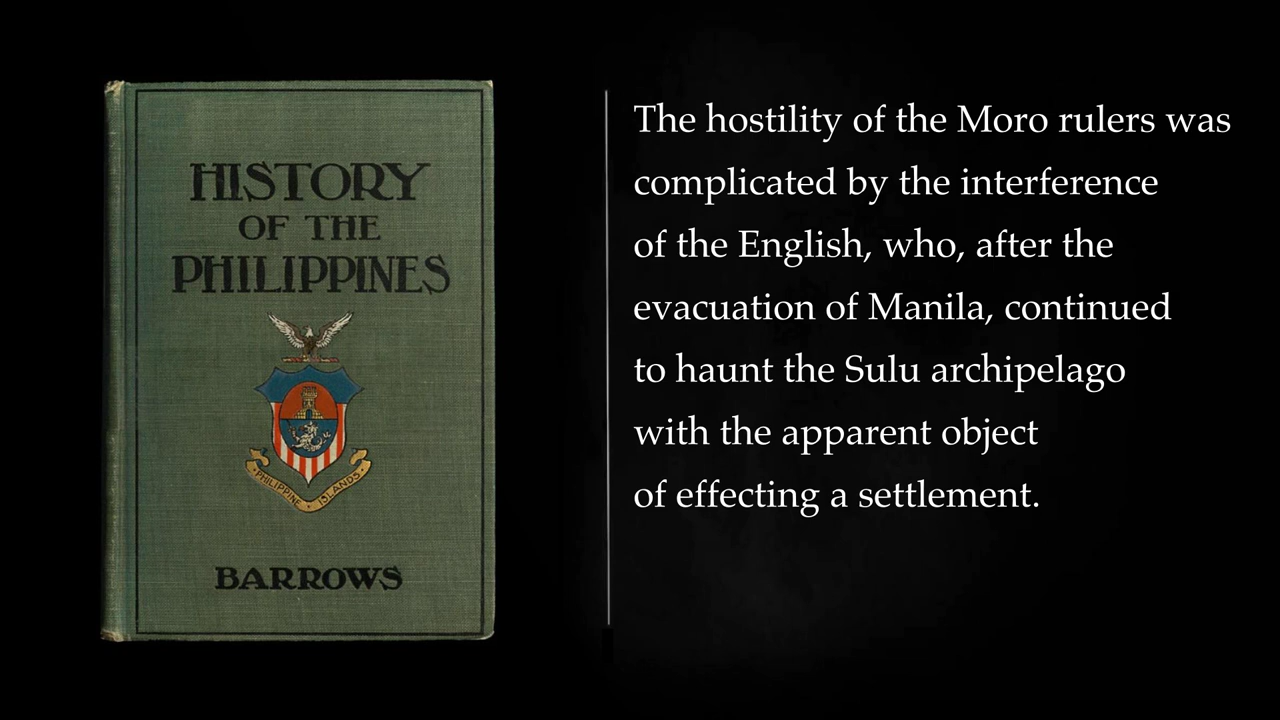 HISTORY
OF THE
PHILIPPINES
PHILIPPINE ISLANDS
BARROWS
The hostility of the Moro rulers was
complicated by the interference
of the English, who, after the
evacuation of Manila, continued
to haunt the Sulu archipelago
with the apparent object
of effecting a settlement.